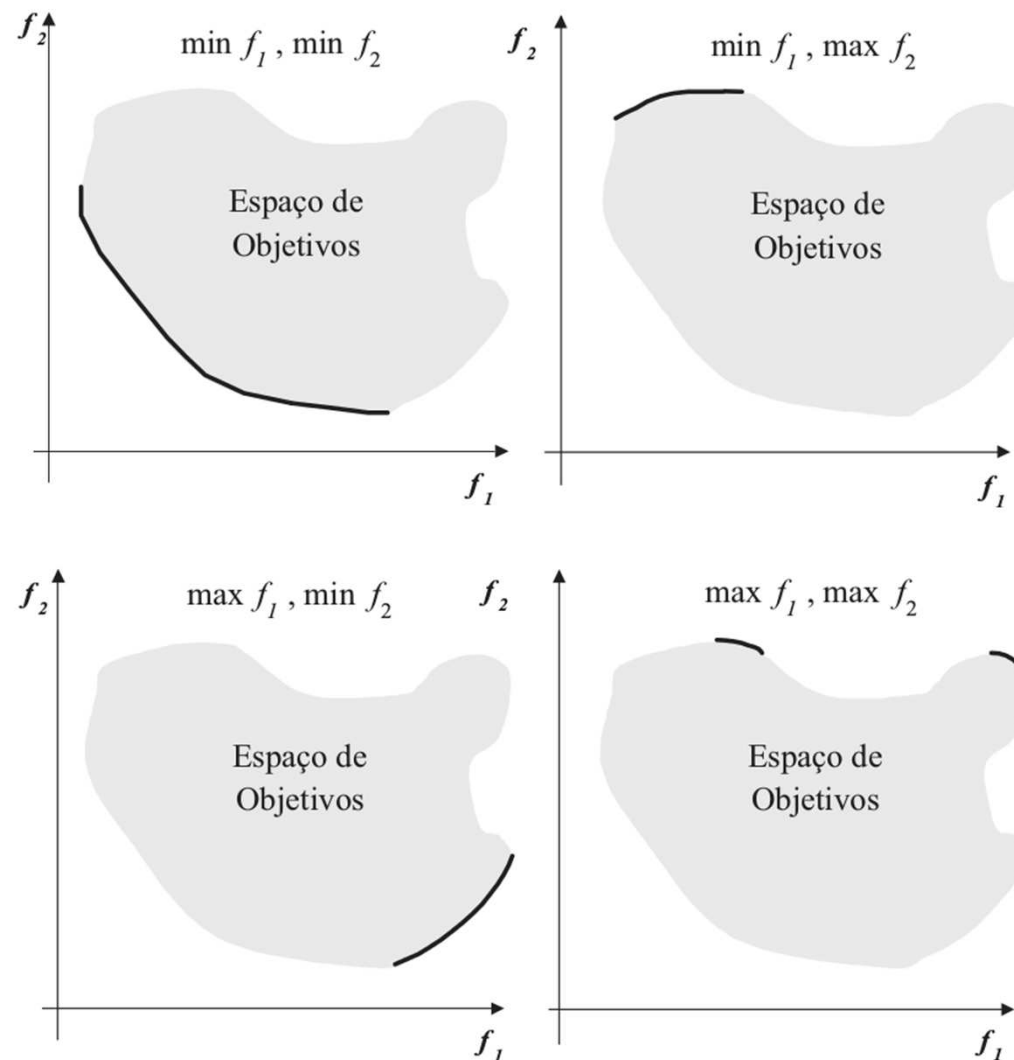 f2
min f1 , min f2
Espaço de
Objetivos
f1
f2
min f1 , max f2
Espaço de
Objetivos
f1
f2
max f1 , min f2
Espaço de
Objetivos
f1
f2
max f1 , max f2
Espaço de
Objetivos
f1